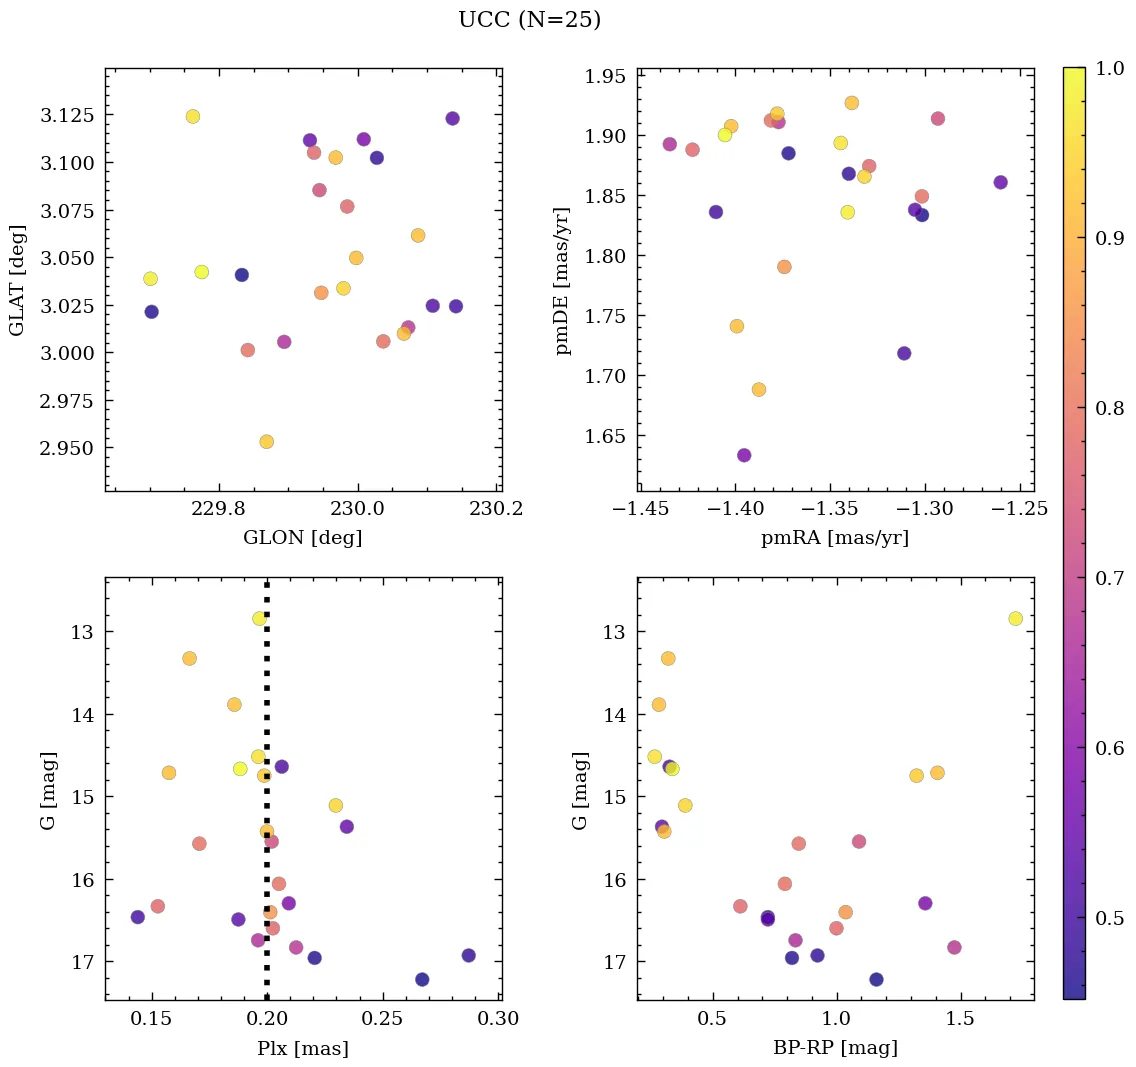 UCC (N=25)
3.125
3.100
3.075
3.050
3.025
3.000
2.975
2.950
GLAT [deg]
229.8 230.0 230.2
GLON [deg]
1.95
1.90
1.85
1.80
1.75
1.70
1.65
pmDE [mas/yr]
−1.45 −1.40 −1.35 −1.30 −1.25
pmRA [mas/yr]
13
14
15
16
17
G [mag]
0.15 0.20 0.25 0.30
Plx [mas]
13
14
15
16
17
G [mag]
0.5 1.0 1.5
BP-RP [mag]
1.0
0.9
0.8
0.7
0.6
0.5